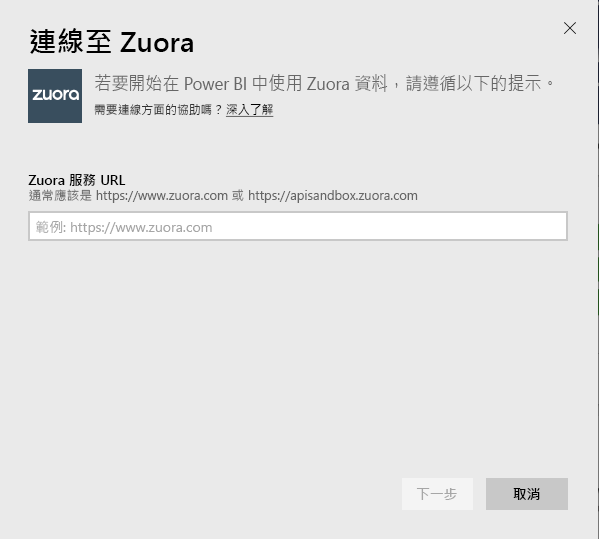 連線至 Zuora
zuora
若要開始在 Power BI 中使用 Zuora 資料，請遵循以下的提示。
需要連線方面的協助嗎？深入了解
Zuora 服務 URL
通常應該是 https://www.zuora.com 或 https://apisandbox.zuora.com
範例: https://www.zuora.com
下一步 取消